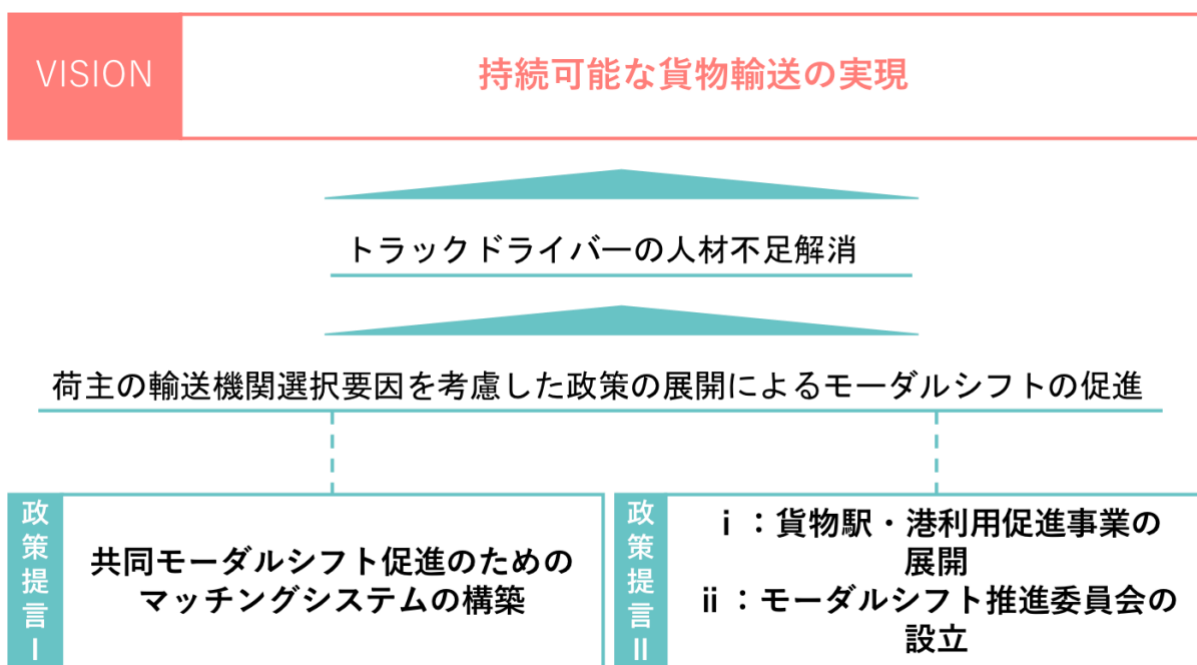 VISION
持続可能な貨物輸送の実現
トラックドライバーの人材不足解消
荷主の輸送機関選択要因を考慮した政策の展開によるモーダルシフトの促進
政策提言Ⅰ
共同モーダルシフト促進のための
マッチングシステムの構築
政策提言Ⅱ
ⅰ：貨物駅・港利用促進事業の
展開
ⅱ：モーダルシフト推進委員会の
設立